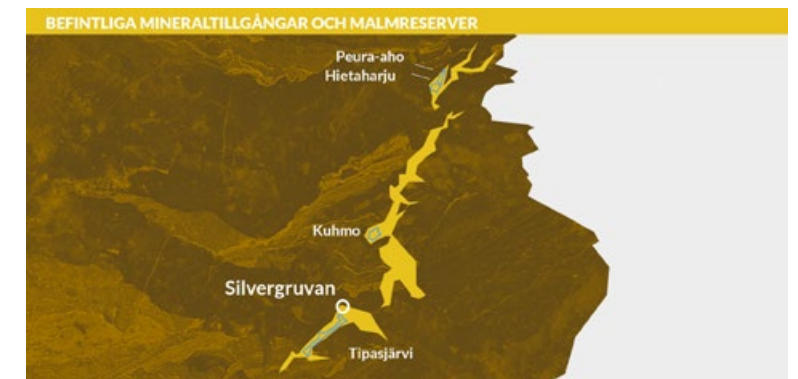 BEFINTLIGA MINERALTILLGÅNGAR OCH MALMRESERVER
Peura-aho
Hietaharju
Kuhmo
Silvergruvan
Tipasjärvi